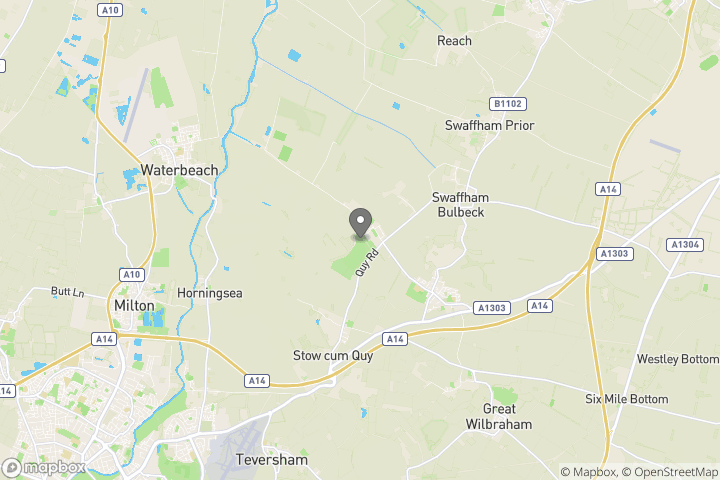 A10
Reach
B1102
Swaffham Prior
Waterbeach
A14
Swaffham
Bulbeck
A1304
A1303
Quy Rd
A10
Butt Ln
Horningsea
Milton
A1303
A14
A14
A14
Stow cum Quy
Westley Bottom
A14
A14
Six Mile Bottom
Great
Wilbraham
Teversham
mapbox
© Mapbox, © OpenStreetMap